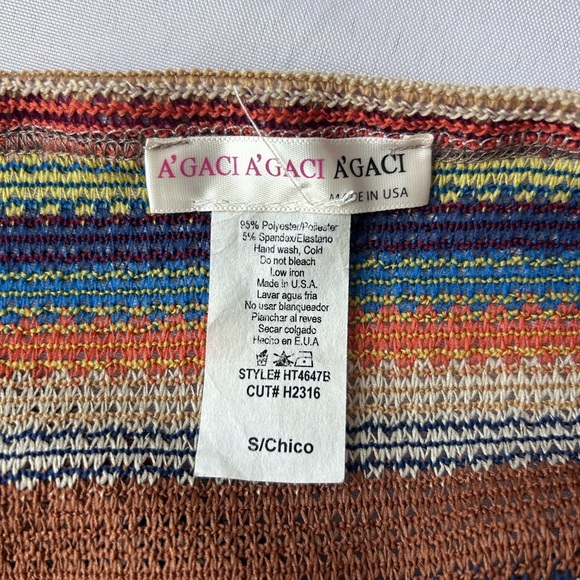 A'GACI A'GACI A'GACI
MADE IN USA
95% Polyester/Poliester
5% Spandax/Elastano
Hand wash, Cold
Do not bleach
Low iron
Made in U.S.A.
Lavar agua fria
No usar blanqueador
Planchar al reves
Secar colgado
Hecho en E.U.A
STYLE# HT4647B
CUT# H2316
S/Chico